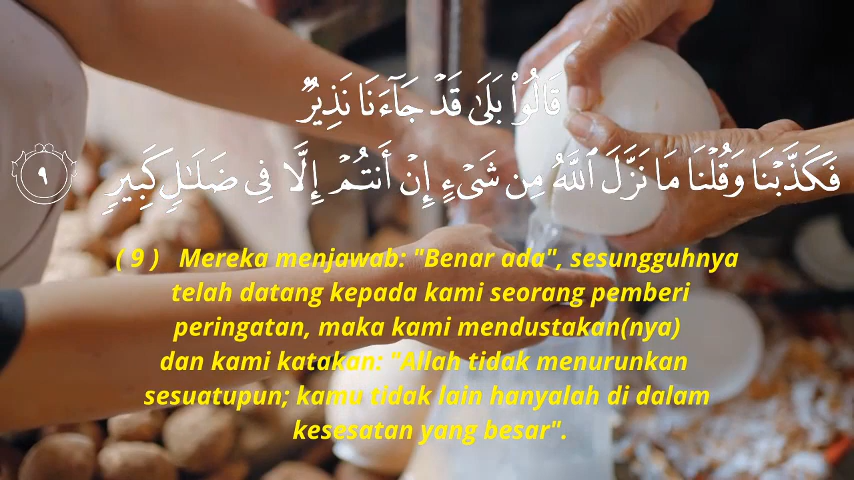 قَالُوا۟ بَلَىٰ قَدْ جَآءَنَا نَذِيرٌ
فَكَذَّبْنَا وَقُلْنَا مَا نَزَّلَ ٱللَّهُ مِن شَىْءٍ إِنْ أَنتُمْ إِلَّا فِى ضَلَـٰلٍ كَبِيرٍ ٩
( 9 ) Mereka menjawab: "Benar ada", sesungguhnya
telah datang kepada kami seorang pemberi
peringatan, maka kami mendustakan(nya)
dan kami katakan: "Allah tidak menurunkan
sesuatupun; kamu tidak lain hanyalah di dalam
kesesatan yang besar".